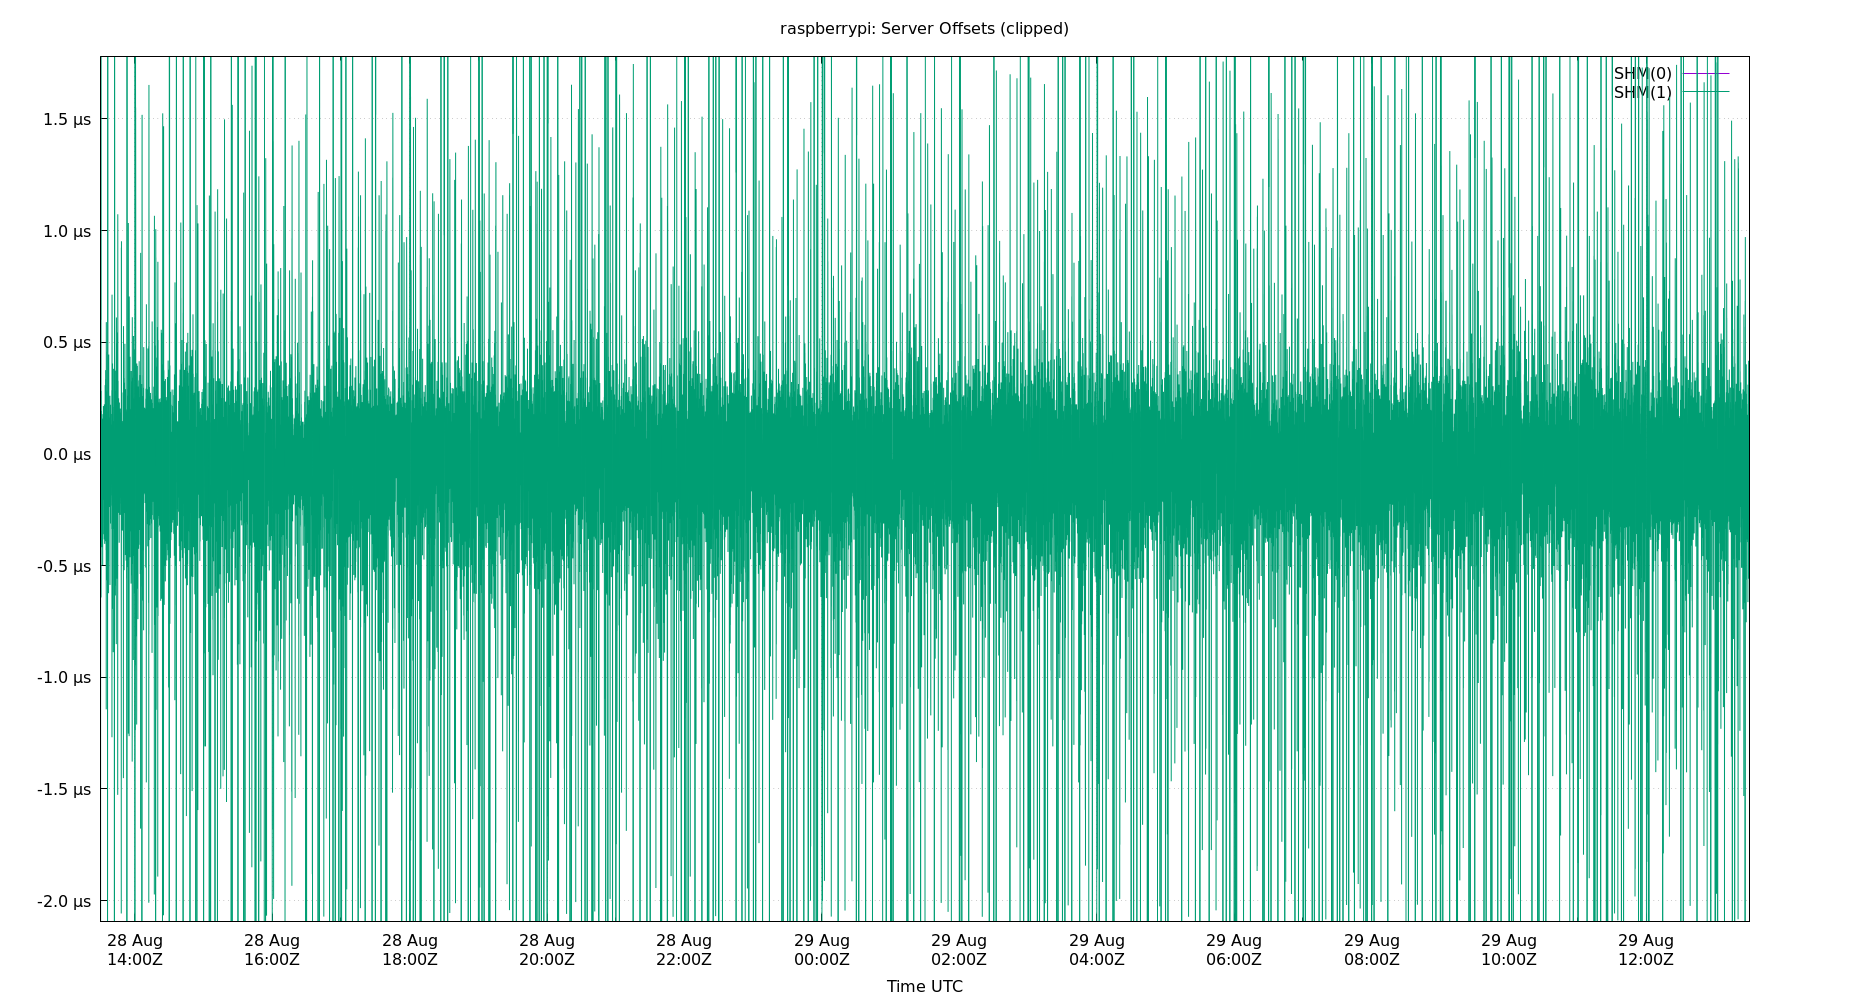 raspberrypi: Server Offsets (clipped)
SHM(0)
SHM(1)
1.5 µs
1.0 µs
0.5 µs
0.0 µs
-0.5 µs
-1.0 µs
-1.5 µs
-2.0 µs
28 Aug 28 Aug 28 Aug 28 Aug 28 Aug 29 Aug 29 Aug 29 Aug 29 Aug 29 Aug 29 Aug 29 Aug
14:00Z 16:00Z 18:00Z 20:00Z 22:00Z 00:00Z 02:00Z 04:00Z 06:00Z 08:00Z 10:00Z 12:00Z
Time UTC